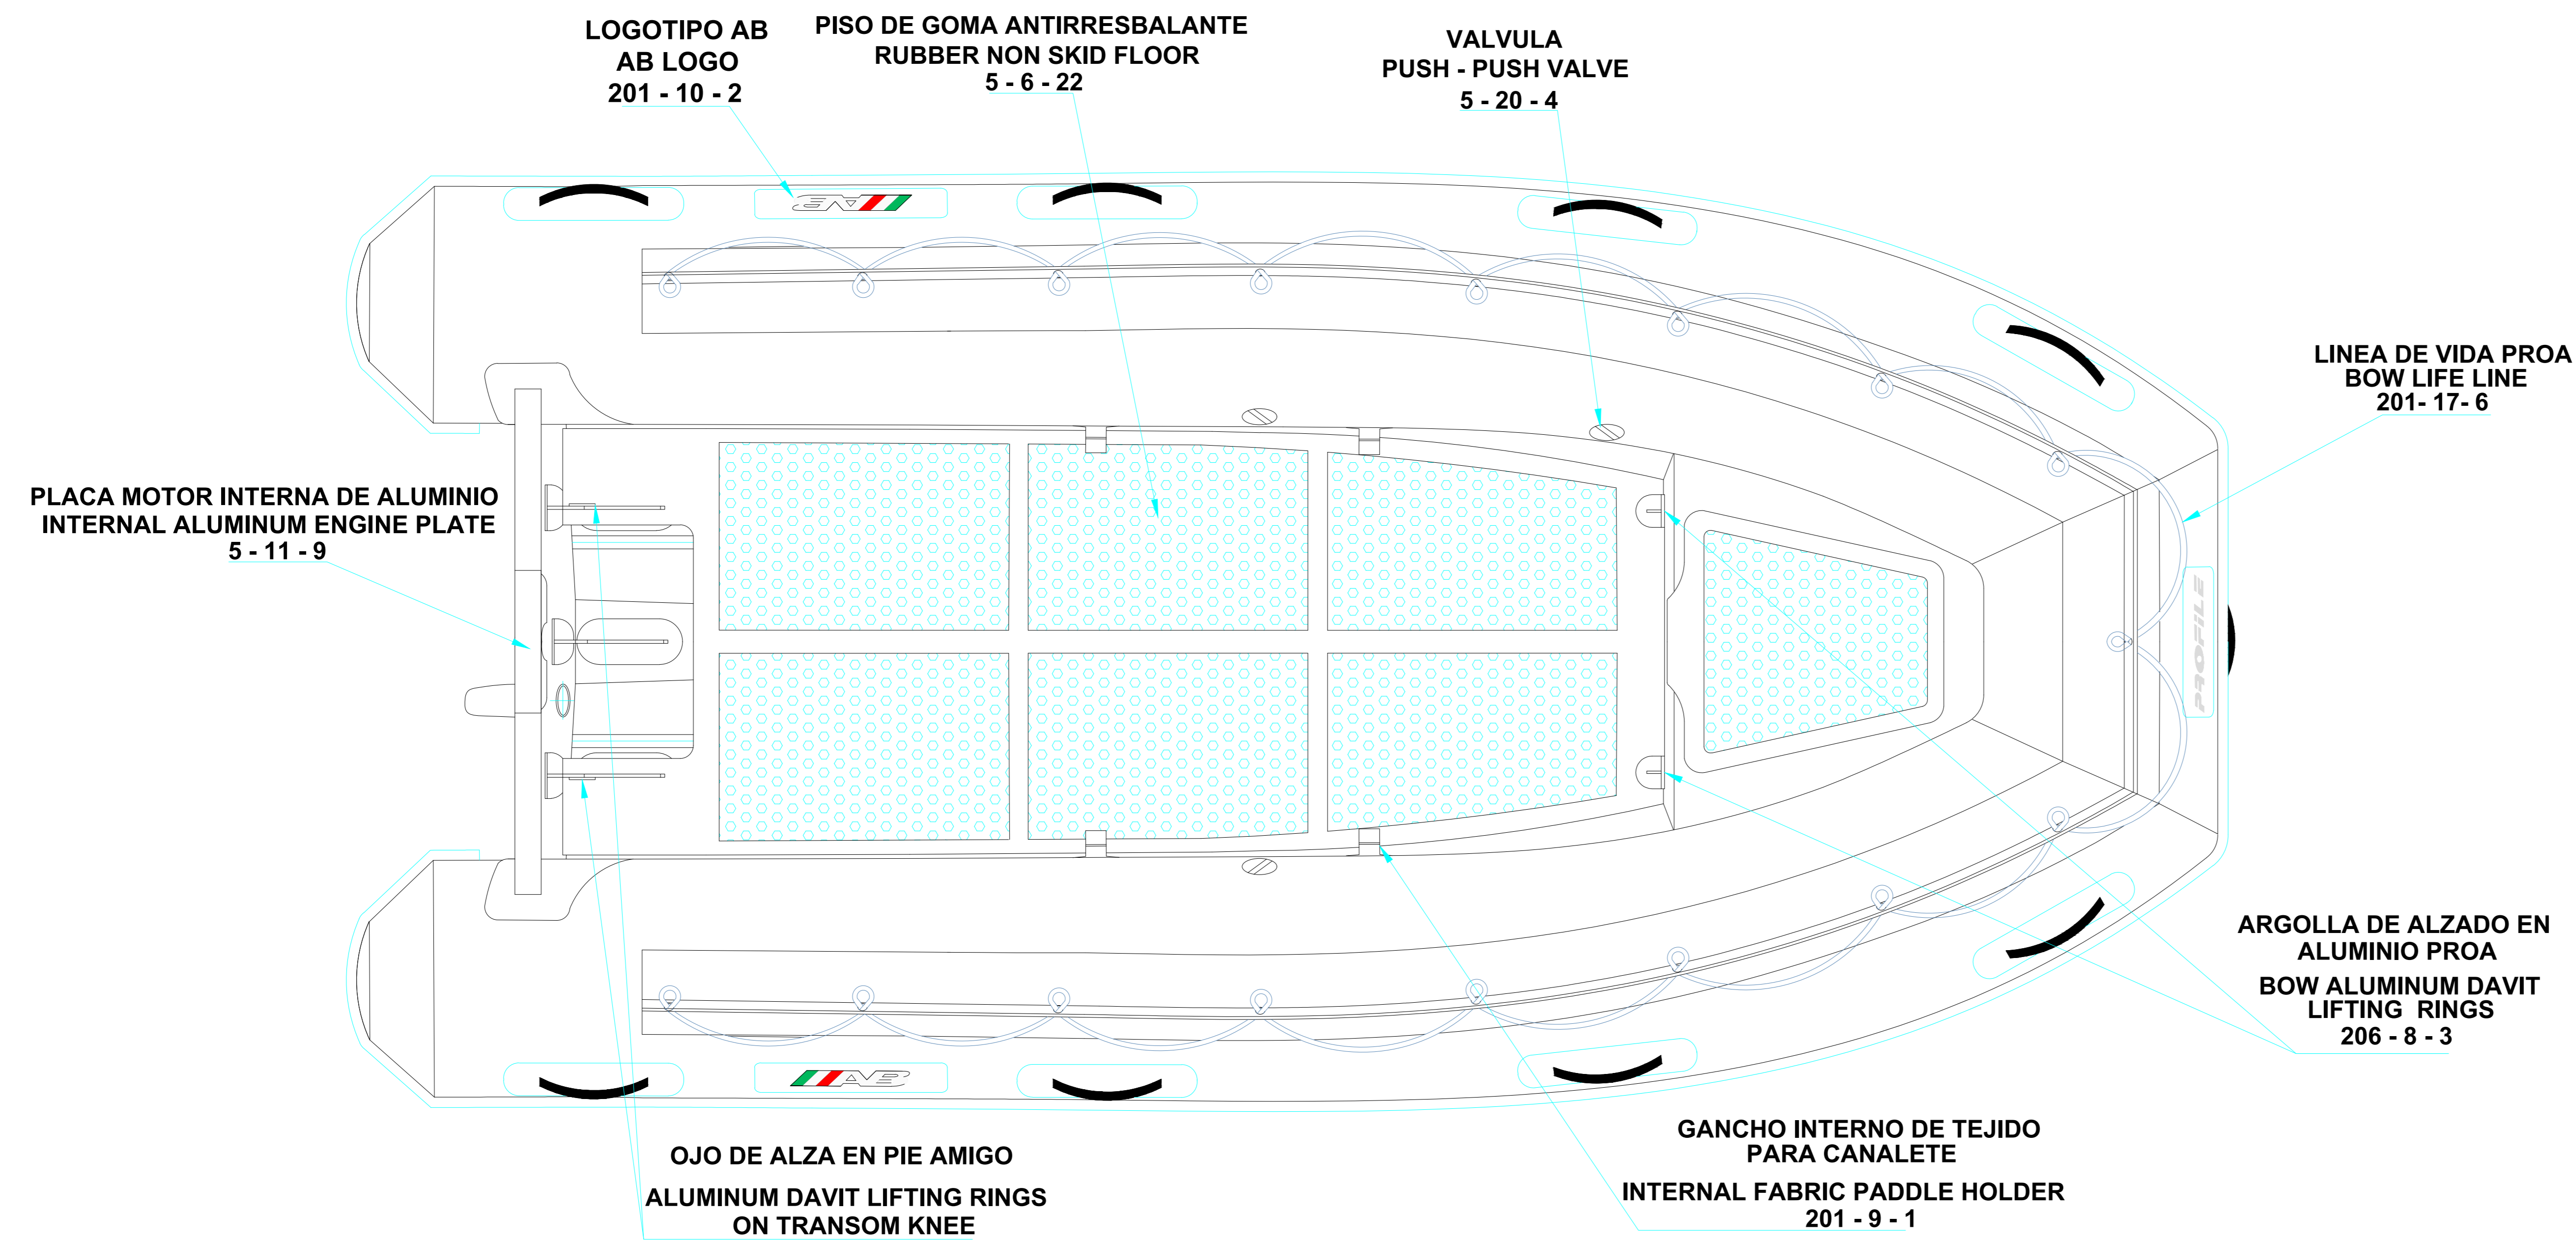 LOGOTIPO AB
AB LOGO
201 - 10 - 2
PISO DE GOMA ANTIRRESBALANTE
RUBBER NON SKID FLOOR
5 - 6 - 22
VALVULA
PUSH - PUSH VALVE
5 - 20 - 4
AB
LINEA DE VIDA PROA
BOW LIFE LINE
201- 17- 6
PLACA MOTOR INTERNA DE ALUMINIO
INTERNAL ALUMINUM ENGINE PLATE
5 - 11 - 9
PROFILE
ARGOLLA DE ALZADO EN
ALUMINIO PROA
BOW ALUMINUM DAVIT
LIFTING RINGS
206 - 8 - 3
AB
OJO DE ALZA EN PIE AMIGO
ALUMINUM DAVIT LIFTING RINGS
ON TRANSOM KNEE
GANCHO INTERNO DE TEJIDO
PARA CANALETE
INTERNAL FABRIC PADDLE HOLDER
201 - 9 - 1